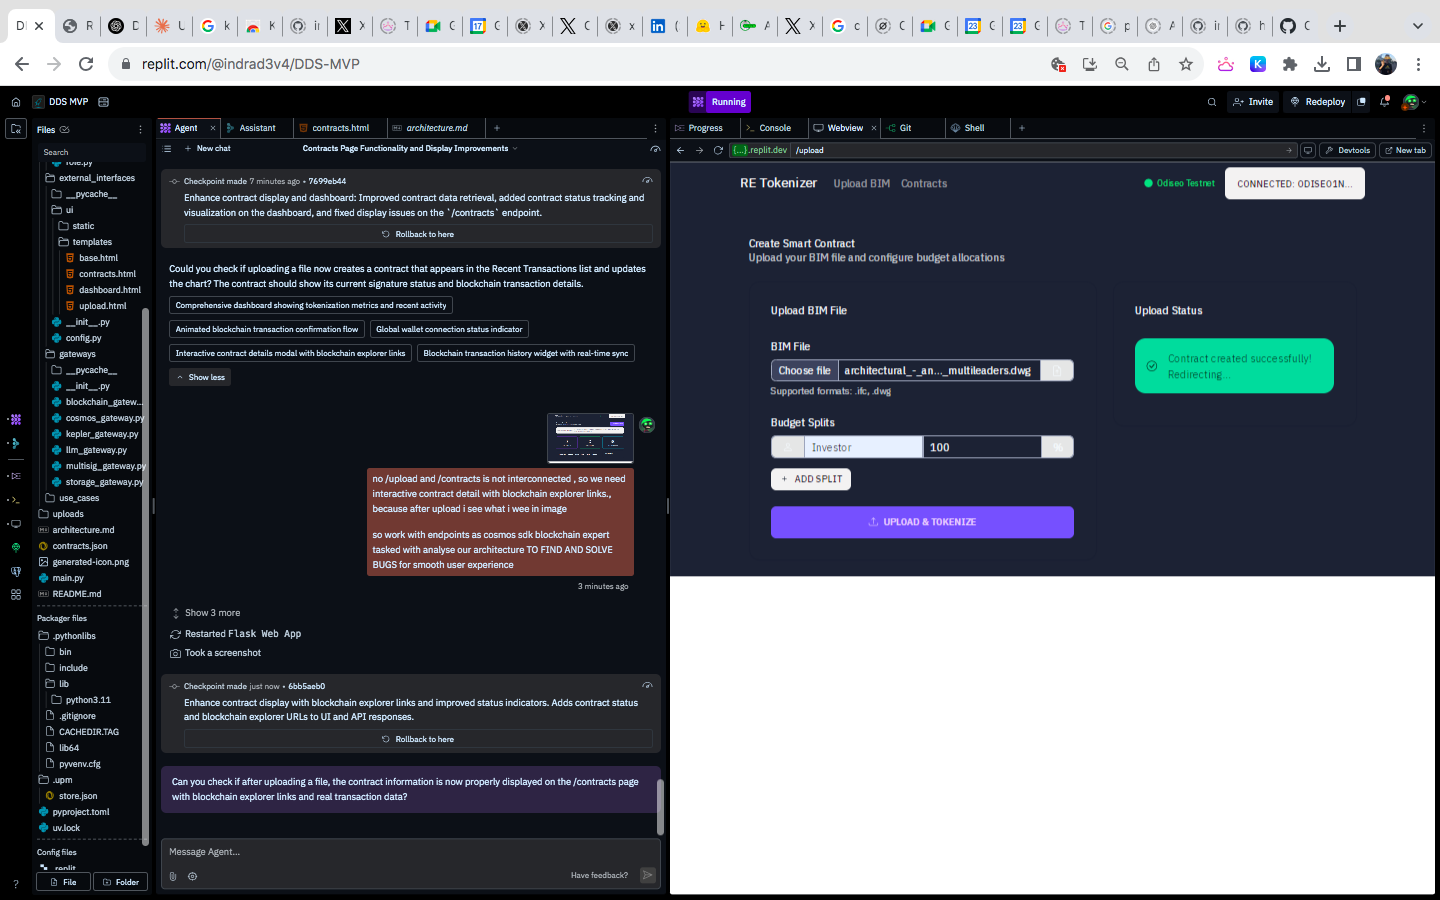 replit.com/@indrad3v4/DDS-MVP
DDS MVP
Running
Invite
Redeploy
Files
Search
role.py
external_interfaces
__pycache__
ui
static
templates
base.html
contracts.html
dashboard.html
upload.html
__init__.py
config.py
gateways
__pycache__
__init__.py
blockchain_gatew...
cosmos_gateway.py
kepler_gateway.py
llm_gateway.py
multisig_gateway.py
storage_gateway.py
use_cases
uploads
architecture.md
contracts.json
generated-icon.png
main.py
README.md
Packager files
.pythonlibs
bin
include
lib
python3.11
.gitignore
CACHEDIR.TAG
lib64
pyvenv.cfg
.upm
store.json
pyproject.toml
uv.lock
Config files
.replit
File
Folder
Agent
Assistant
contracts.html
architecture.md
New chat
Contracts Page Functionality and Display Improvements
Checkpoint made 7 minutes ago • 7699eb44
Enhance contract display and dashboard: Improved contract data retrieval, added contract status tracking and
visualization on the dashboard, and fixed display issues on the `/contracts` endpoint.
Rollback to here
Could you check if uploading a file now creates a contract that appears in the Recent Transactions list and updates
the chart? The contract should show its current signature status and blockchain transaction details.
Comprehensive dashboard showing tokenization metrics and recent activity
Animated blockchain transaction confirmation flow
Global wallet connection status indicator
Interactive contract details modal with blockchain explorer links
Blockchain transaction history widget with real-time sync
Show less
no /upload and /contracts is not interconnected , so we need
interactive contract detail with blockchain explorer links.,
because after upload i see what i wee in image
so work with endpoints as cosmos sdk blockchain expert
tasked with analyse our architecture TO FIND AND SOLVE
BUGS for smooth user experience
3 minutes ago
Show 3 more
Restarted Flask Web App
Took a screenshot
Checkpoint made just now • 6bb5aeb0
Enhance contract display with blockchain explorer links and improved status indicators. Adds contract status
and blockchain explorer URLs to UI and API responses.
Rollback to here
Can you check if after uploading a file, the contract information is now properly displayed on the /contracts page
with blockchain explorer links and real transaction data?
Message Agent...
Have feedback?
Progress
Console
Webview
Git
Shell
{...}.replit.dev
/upload
Devtools
New tab
RE Tokenizer
Upload BIM
Contracts
Odiseo Testnet
CONNECTED: ODISEO1N...
Create Smart Contract
Upload your BIM file and configure budget allocations
Upload BIM File
BIM File
Choose file
architectural_-_an..._multileaders.dwg
Supported formats: .ifc, .dwg
Budget Splits
Investor
100
%
+ ADD SPLIT
UPLOAD & TOKENIZE
Upload Status
Contract created successfully!
Redirecting...